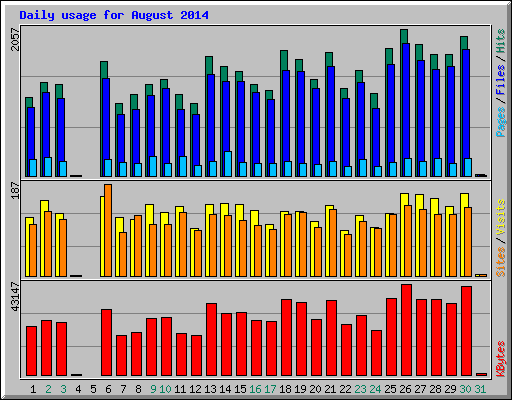 Daily usage for August 2014
2057
Pages / Files / Hits
187
Sites / Visits
43147
KBytes
1 2 3 4 5 6 7 8 9 10 11 12 13 14 15 16 17 18 19 20 21 22 23 24 25 26 27 28 29 30 31